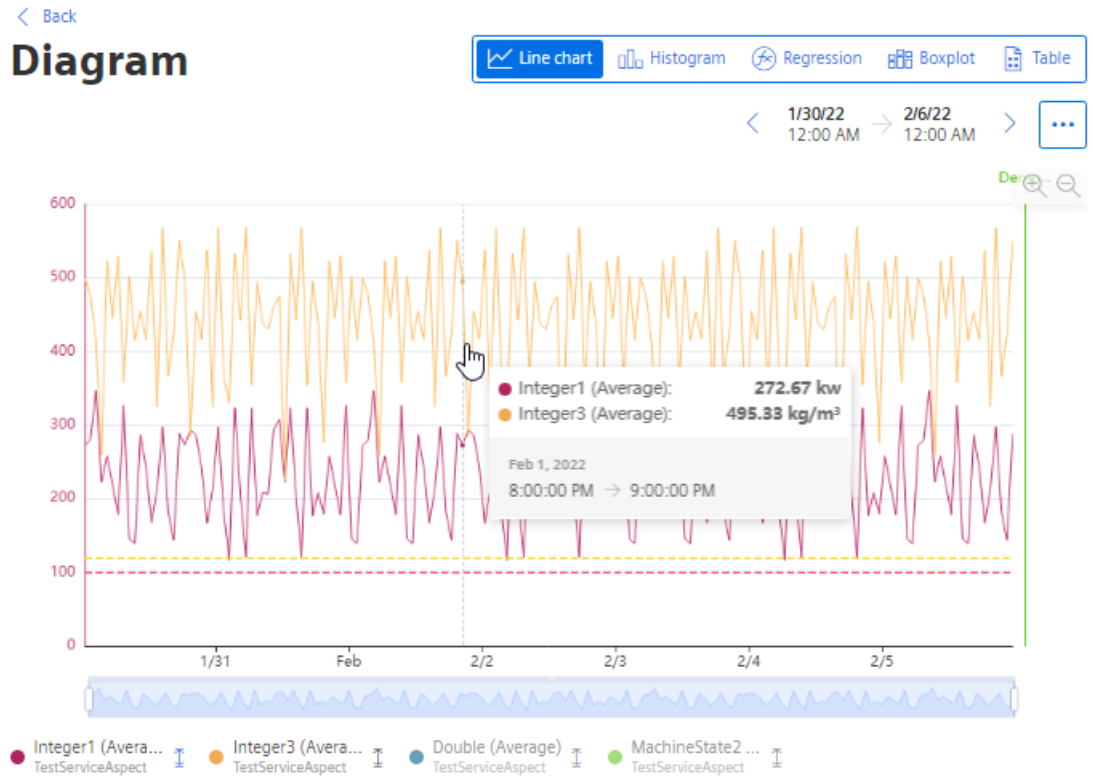 Back
Diagram
Line chart Histogram Regression Boxplot Table
1/30/22 2/6/22
12:00 AM 12:00 AM
De
600
500
400
300
200
100
0
Integer1 (Average): 272.67 kw
Integer3 (Average): 495.33 kg/m³
Feb 1, 2022
8:00:00 PM → 9:00:00 PM
1/31 Feb 2/2 2/3 2/4 2/5
Integer1 (Avera... Integer3 (Avera... Double (Average) MachineState2 ...
TestServiceAspect TestServiceAspect TestServiceAspect TestServiceAspect